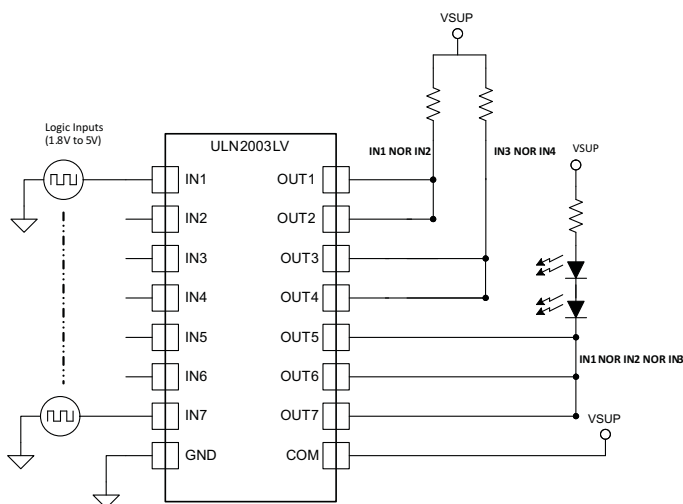 VSUP
Logic Inputs
(1.8V to 5V)
ULN2003LV
IN1 NOR IN2
IN3 NOR IN4
VSUP
IN1
OUT1
IN2
OUT2
IN3
OUT3
IN4
OUT4
IN5
OUT5
IN1 NOR IN2 NOR IN3
IN6
OUT6
IN7
OUT7
VSUP
GND
COM